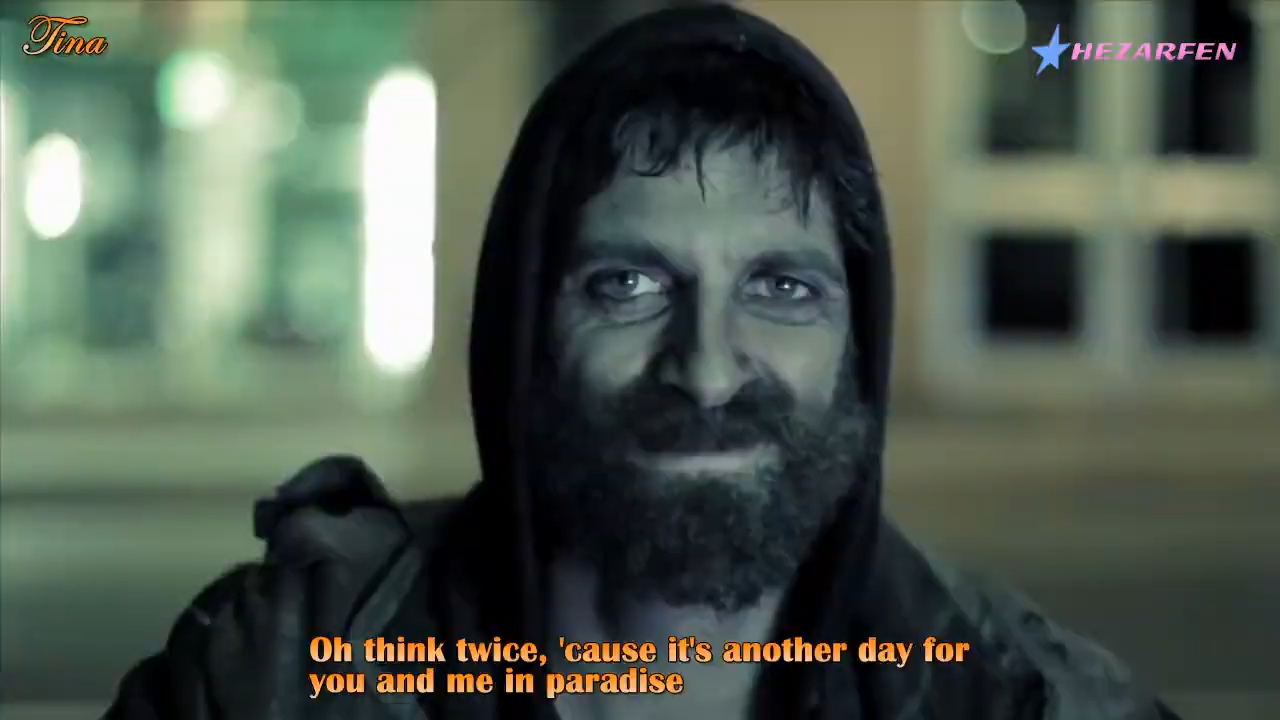 Tina
HEZARFEN
Oh think twice, 'cause it's another day for
you and me in paradise